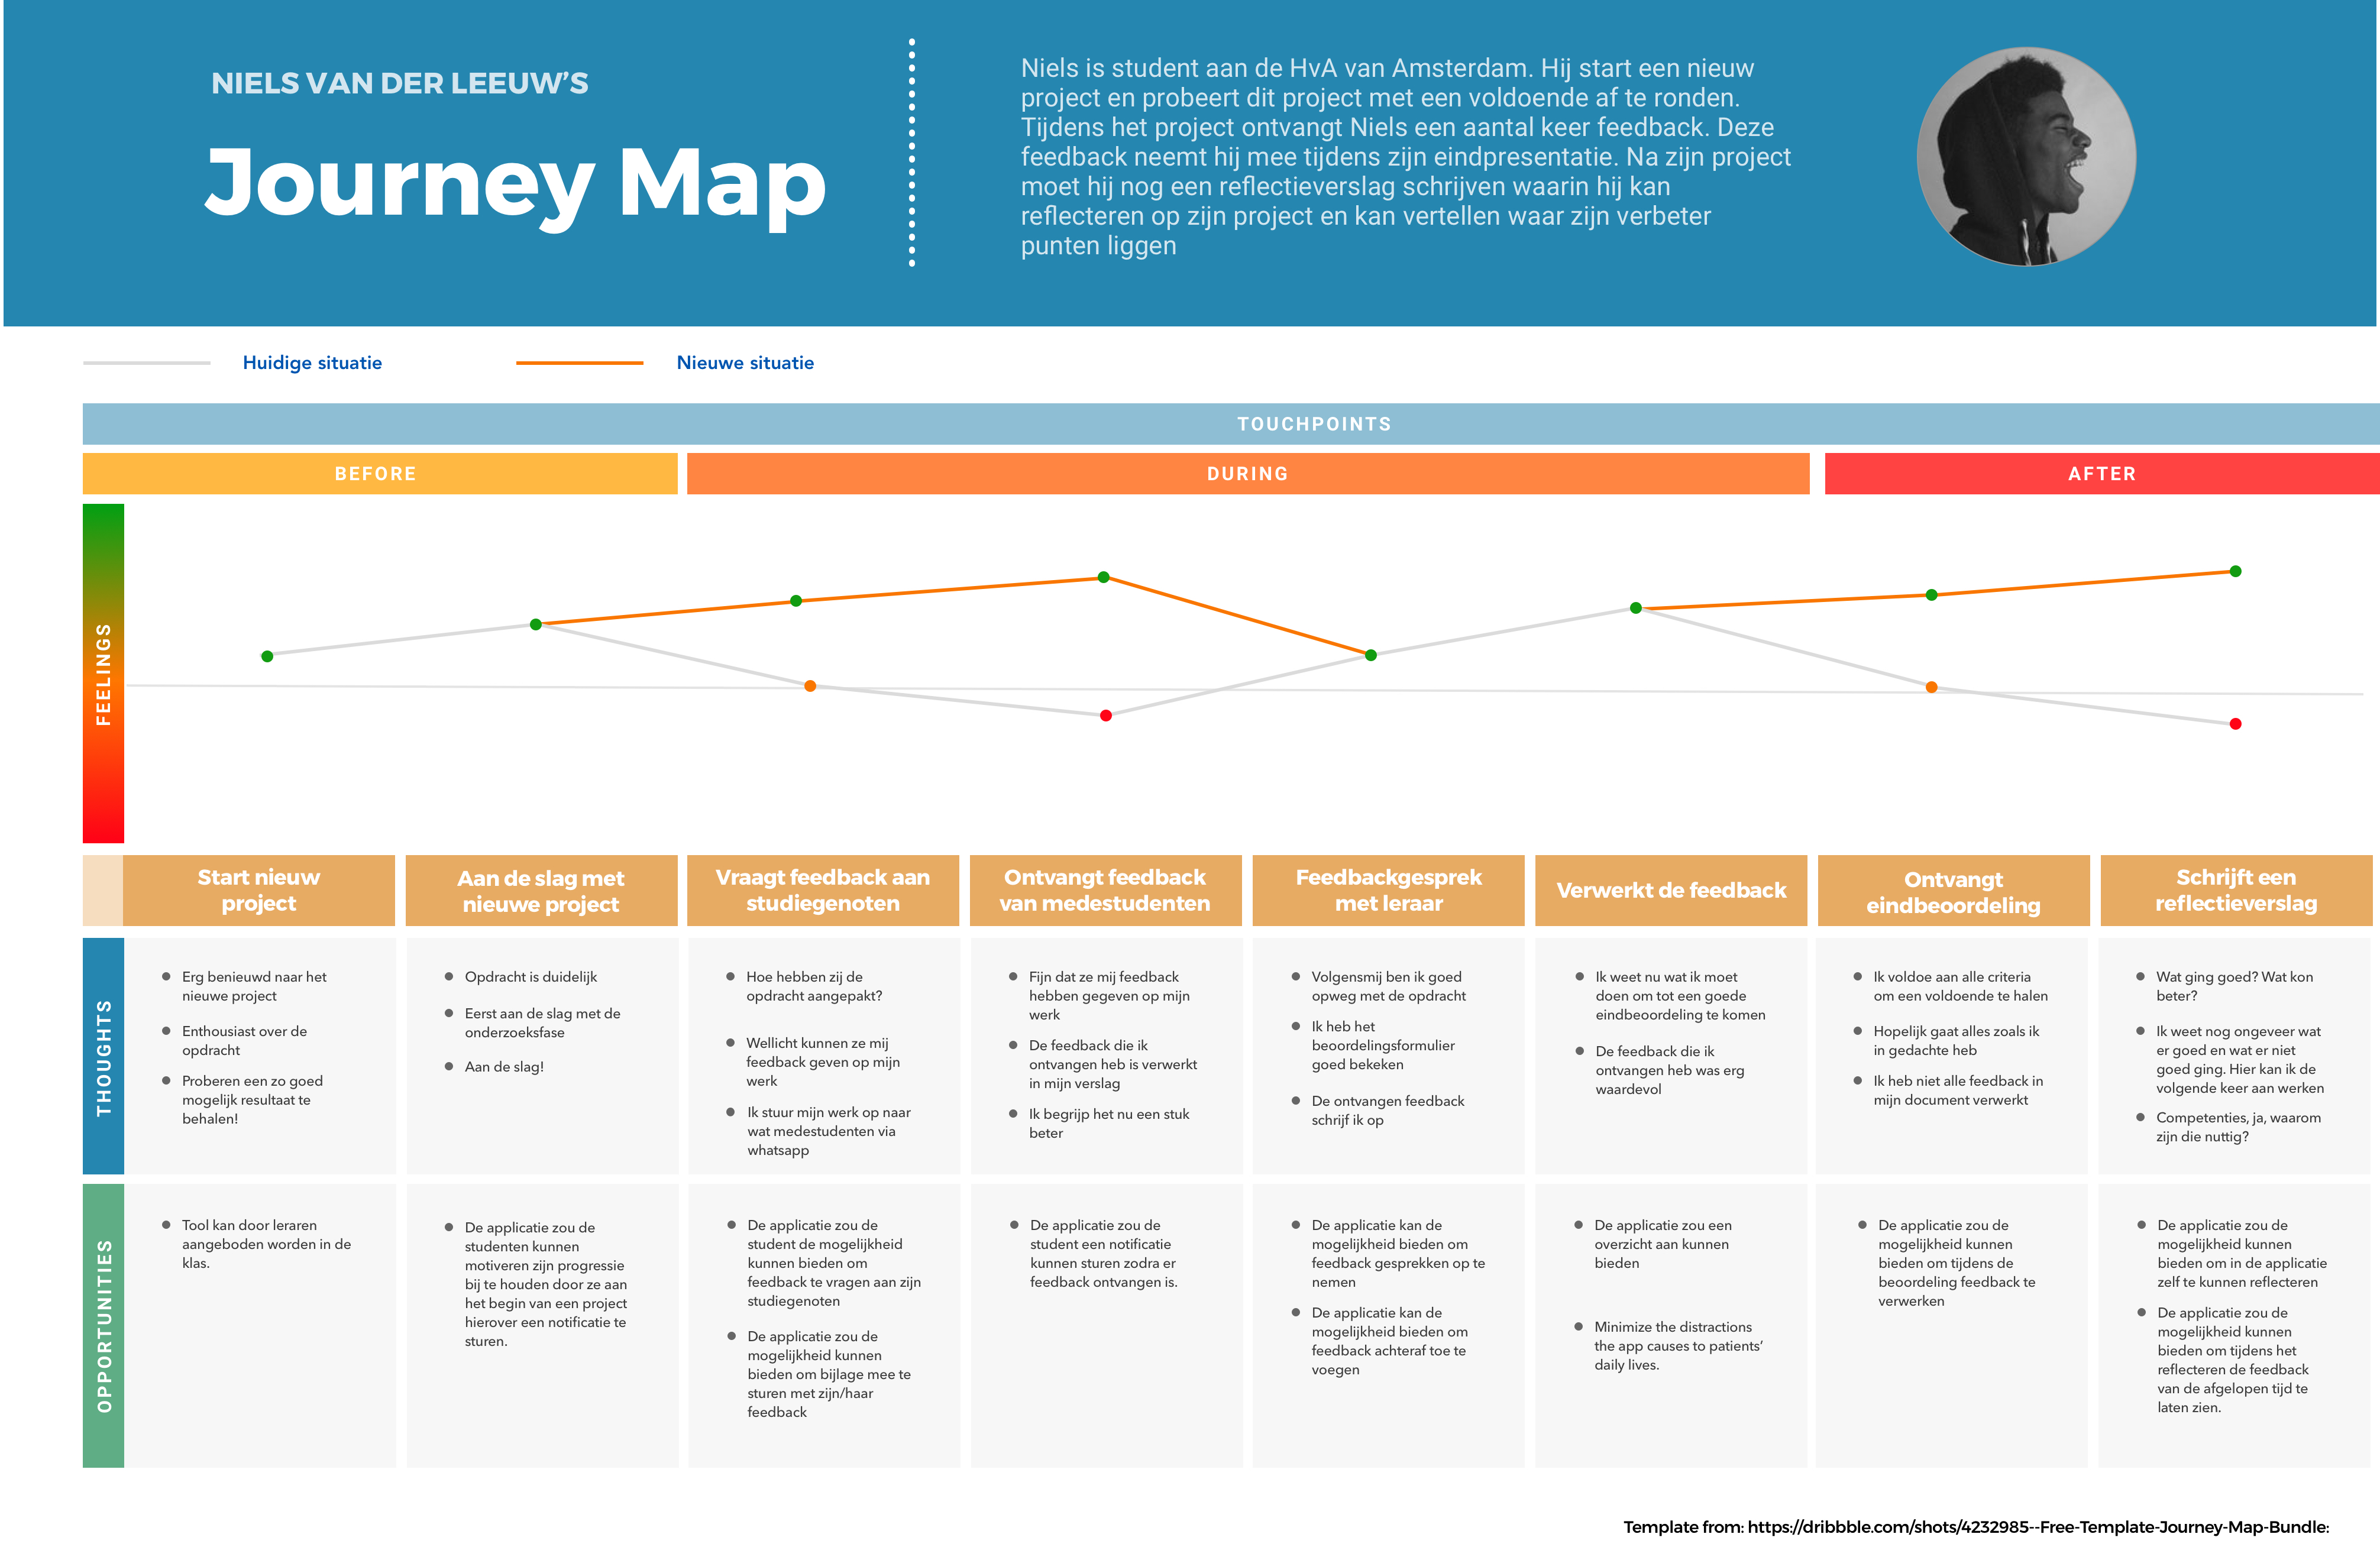 NIELS VAN DER LEEUW’S
Journey Map
Niels is student aan de HvA van Amsterdam. Hij start een nieuw
project en probeert dit project met een voldoende af te ronden.
Tijdens het project ontvangt Niels een aantal keer feedback. Deze
feedback neemt hij mee tijdens zijn eindpresentatie. Na zijn project
moet hij nog een reflectieverslag schrijven waarin hij kan
reflecteren op zijn project en kan vertellen waar zijn verbeter
punten liggen
Huidige situatie
Nieuwe situatie
TOUCHPOINTS
BEFORE
DURING
AFTER
FEELINGS
Start nieuw
project
Aan de slag met
nieuwe project
Vraagt feedback aan
studiegenoten
Ontvangt feedback
van medestudenten
Feedbackgesprek
met leraar
Verwerkt de feedback
Ontvangt
eindbeoordeling
Schrijft een
reflectieverslag
THOUGHTS
Erg benieuwd naar het
nieuwe project
Enthousiast over de
opdracht
Proberen een zo goed
mogelijk resultaat te
behalen!
Opdracht is duidelijk
Eerst aan de slag met de
onderzoeksfase
Aan de slag!
Hoe hebben zij de
opdracht aangepakt?
Wellicht kunnen ze mij
feedback geven op mijn
werk
Ik stuur mijn werk op naar
wat medestudenten via
whatsapp
Fijn dat ze mij feedback
hebben gegeven op mijn
werk
De feedback die ik
ontvangen heb is verwerkt
in mijn verslag
Ik begrijp het nu een stuk
beter
Volgensmij ben ik goed
opweg met de opdracht
Ik heb het
beoordelingsformulier
goed bekeken
De ontvangen feedback
schrijf ik op
Ik weet nu wat ik moet
doen om tot een goede
eindbeoordeling te komen
De feedback die ik
ontvangen heb was erg
waardevol
Ik voldoe aan alle criteria
om een voldoende te halen
Hopelijk gaat alles zoals ik
in gedachte heb
Ik heb niet alle feedback in
mijn document verwerkt
Wat ging goed? Wat kon
beter?
Ik weet nog ongeveer wat
er goed en wat er niet
goed ging. Hier kan ik de
volgende keer aan werken
Competenties, ja, waarom
zijn die nuttig?
OPPORTUNITIES
Tool kan door leraren
aangeboden worden in de
klas.
De applicatie zou de
studenten kunnen
motiveren zijn progressie
bij te houden door ze aan
het begin van een project
hierover een notificatie te
sturen.
De applicatie zou de
student de mogelijkheid
kunnen bieden om
feedback te vragen aan zijn
studiegenoten
De applicatie zou de
mogelijkheid kunnen
bieden om bijlage mee te
sturen met zijn/haar
feedback
De applicatie zou de
student een notificatie
kunnen sturen zodra er
feedback ontvangen is.
De applicatie kan de
mogelijkheid bieden om
feedback gesprekken op te
nemen
De applicatie kan de
mogelijkheid bieden om
feedback achteraf toe te
voegen
De applicatie zou een
overzicht aan kunnen
bieden
Minimize the distractions
the app causes to patients’
daily lives.
De applicatie zou de
mogelijkheid kunnen
bieden om tijdens de
beoordeling feedback te
verwerken
De applicatie zou de
mogelijkheid kunnen
bieden om in de applicatie
zelf te kunnen reflecteren
De applicatie zou de
mogelijkheid kunnen
bieden om tijdens het
reflecteren de feedback
van de afgelopen tijd te
laten zien.
Template from: https://dribbble.com/shots/4232985--Free-Template-Journey-Map-Bundle: